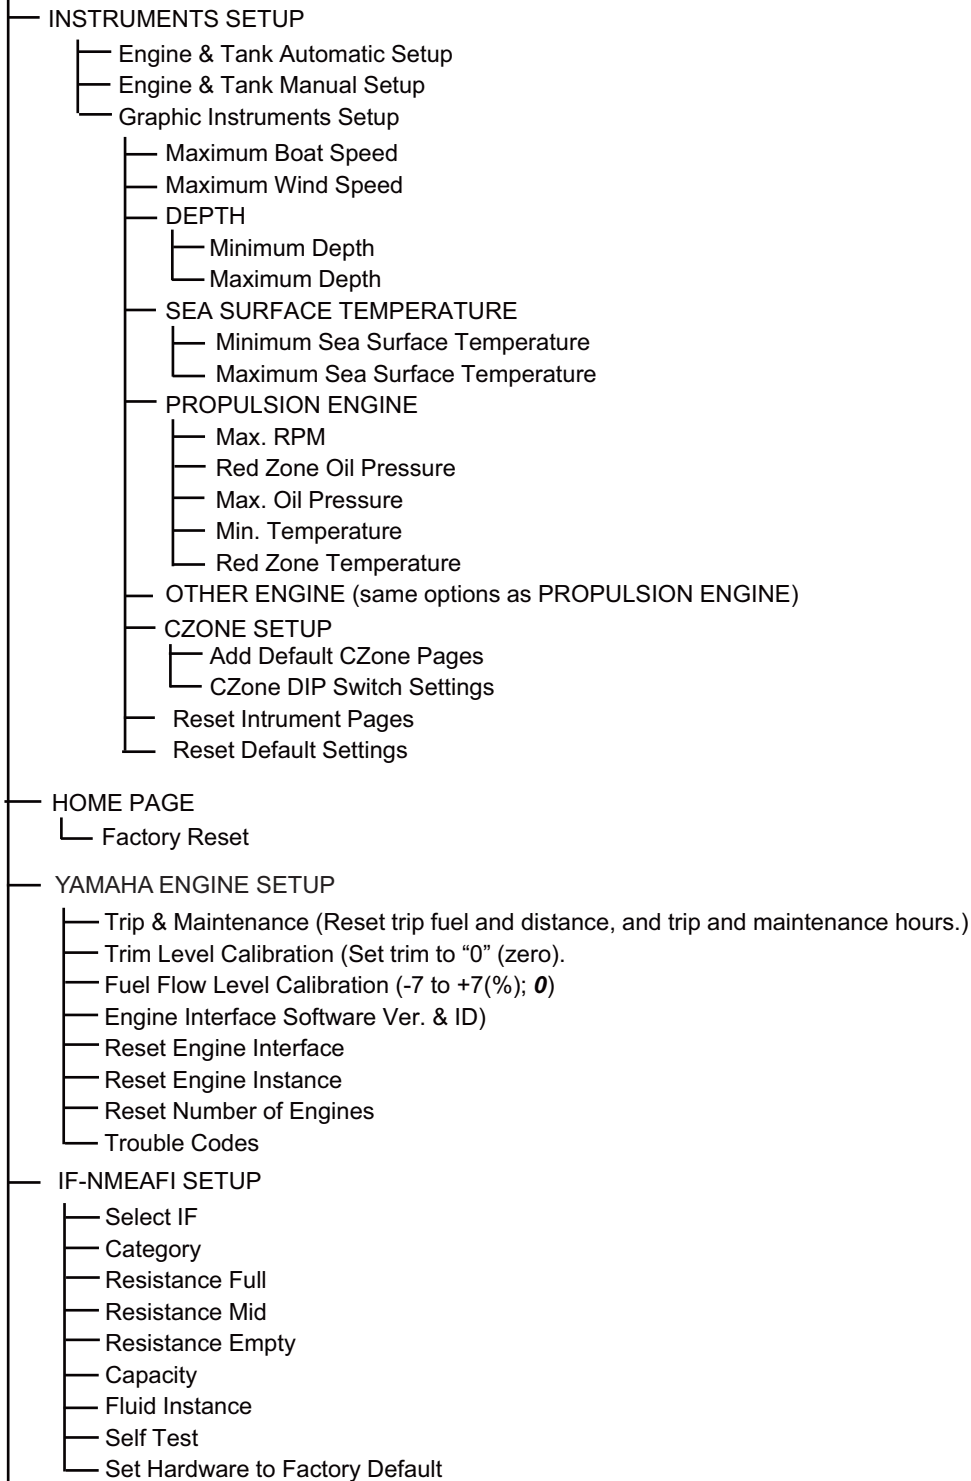 INSTRUMENTS SETUP
Engine & Tank Automatic Setup
Engine & Tank Manual Setup
Graphic Instruments Setup
Maximum Boat Speed
Maximum Wind Speed
DEPTH
Minimum Depth
Maximum Depth
SEA SURFACE TEMPERATURE
Minimum Sea Surface Temperature
Maximum Sea Surface Temperature
PROPULSION ENGINE
Max. RPM
Red Zone Oil Pressure
Max. Oil Pressure
Min. Temperature
Red Zone Temperature
OTHER ENGINE (same options as PROPULSION ENGINE)
CZONE SETUP
Add Default CZone Pages
CZone DIP Switch Settings
Reset Intrument Pages
Reset Default Settings
HOME PAGE
Factory Reset
YAMAHA ENGINE SETUP
Trip & Maintenance (Reset trip fuel and distance, and trip and maintenance hours.)
Trim Level Calibration (Set trim to “0” (zero).
Fuel Flow Level Calibration (-7 to +7(%); 0)
Engine Interface Software Ver. & ID)
Reset Engine Interface
Reset Engine Instance
Reset Number of Engines
Trouble Codes
IF-NMEAFI SETUP
Select IF
Category
Resistance Full
Resistance Mid
Resistance Empty
Capacity
Fluid Instance
Self Test
Set Hardware to Factory Default